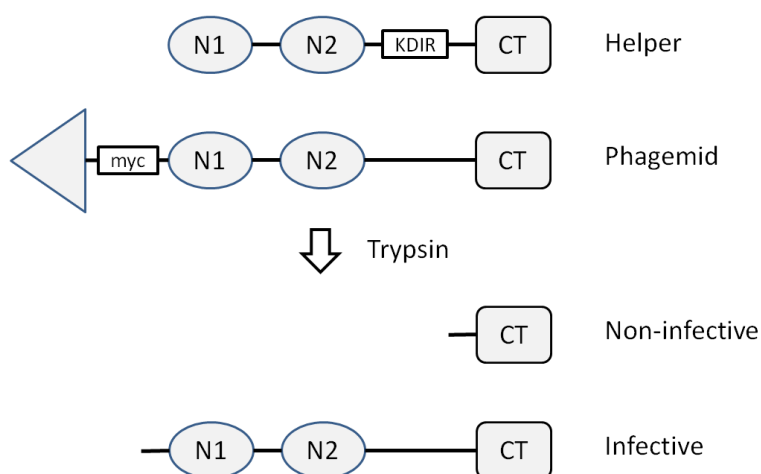 N1 N2 KDIR CT Helper
myc N1 N2 CT Phagemid
Trypsin
CT Non-infective
N1 N2 CT Infective